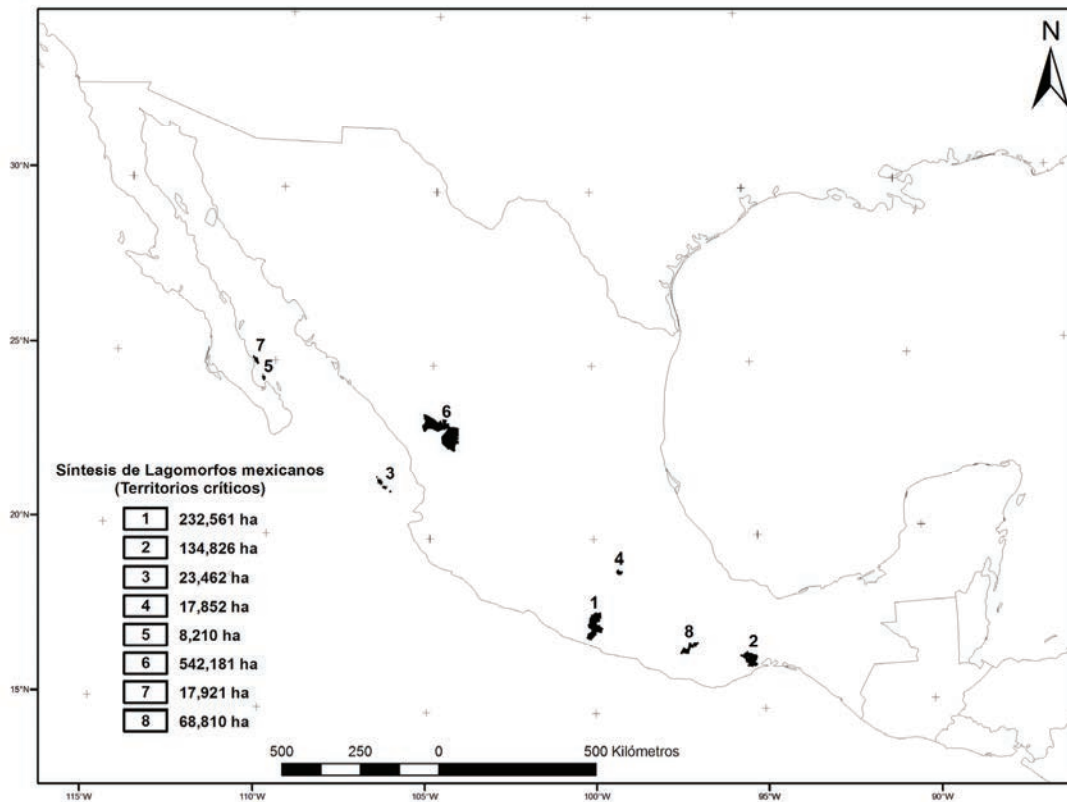 N
30°N
25°N
20°N
15°N
7
5
6
3
4
1
8
2
Síntesis de Lagomorfos mexicanos
(Territorios críticos)
1 232,561 ha
2 134,826 ha
3 23,462 ha
4 17,852 ha
5 8,210 ha
6 542,181 ha
7 17,921 ha
8 68,810 ha
500 250 0 500 Kilómetros
115°W 110°W 105°W 100°W 95°W 90°W